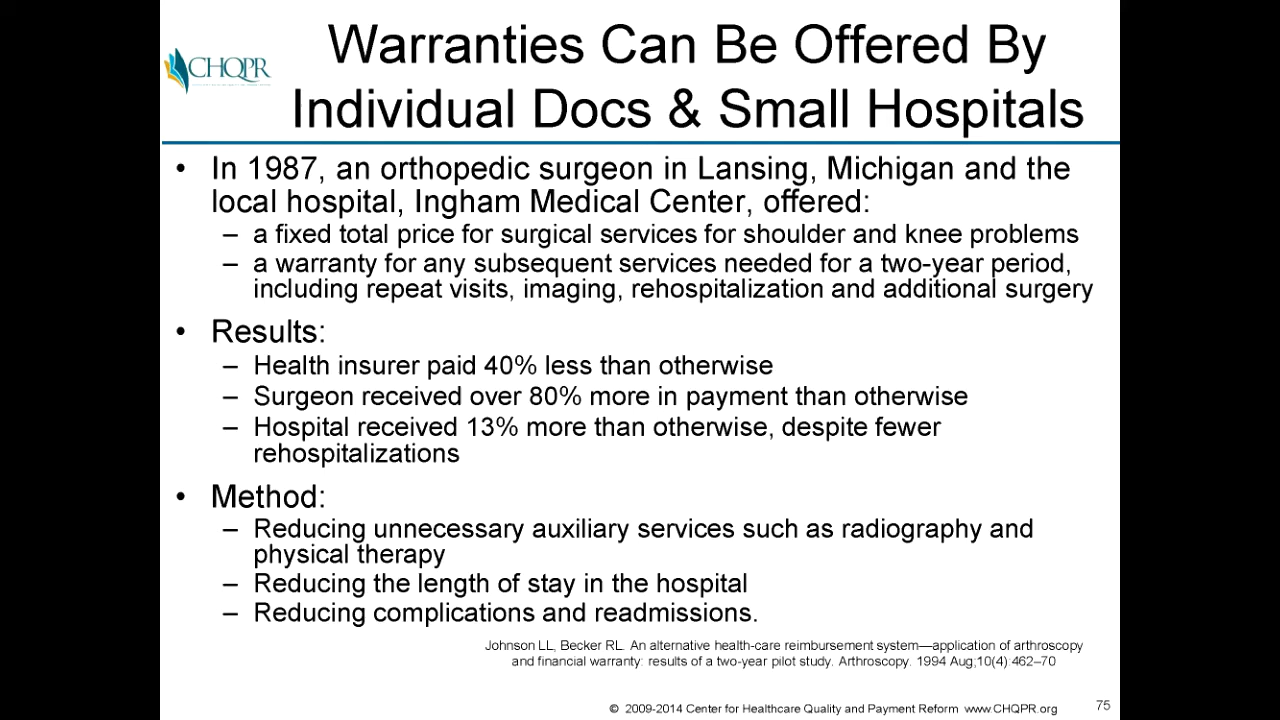 CHQPR
Warranties Can Be Offered By
Individual Docs & Small Hospitals
• In 1987, an orthopedic surgeon in Lansing, Michigan and the
local hospital, Ingham Medical Center, offered:
– a fixed total price for surgical services for shoulder and knee problems
– a warranty for any subsequent services needed for a two-year period,
including repeat visits, imaging, rehospitalization and additional surgery
• Results:
– Health insurer paid 40% less than otherwise
– Surgeon received over 80% more in payment than otherwise
– Hospital received 13% more than otherwise, despite fewer
rehospitalizations
• Method:
– Reducing unnecessary auxiliary services such as radiography and
physical therapy
– Reducing the length of stay in the hospital
– Reducing complications and readmissions.
Johnson LL, Becker RL. An alternative health-care reimbursement system—application of arthroscopy
and financial warranty: results of a two-year pilot study. Arthroscopy. 1994 Aug;10(4):462–70
© 2009-2014 Center for Healthcare Quality and Payment Reform www.CHQPR.org
75